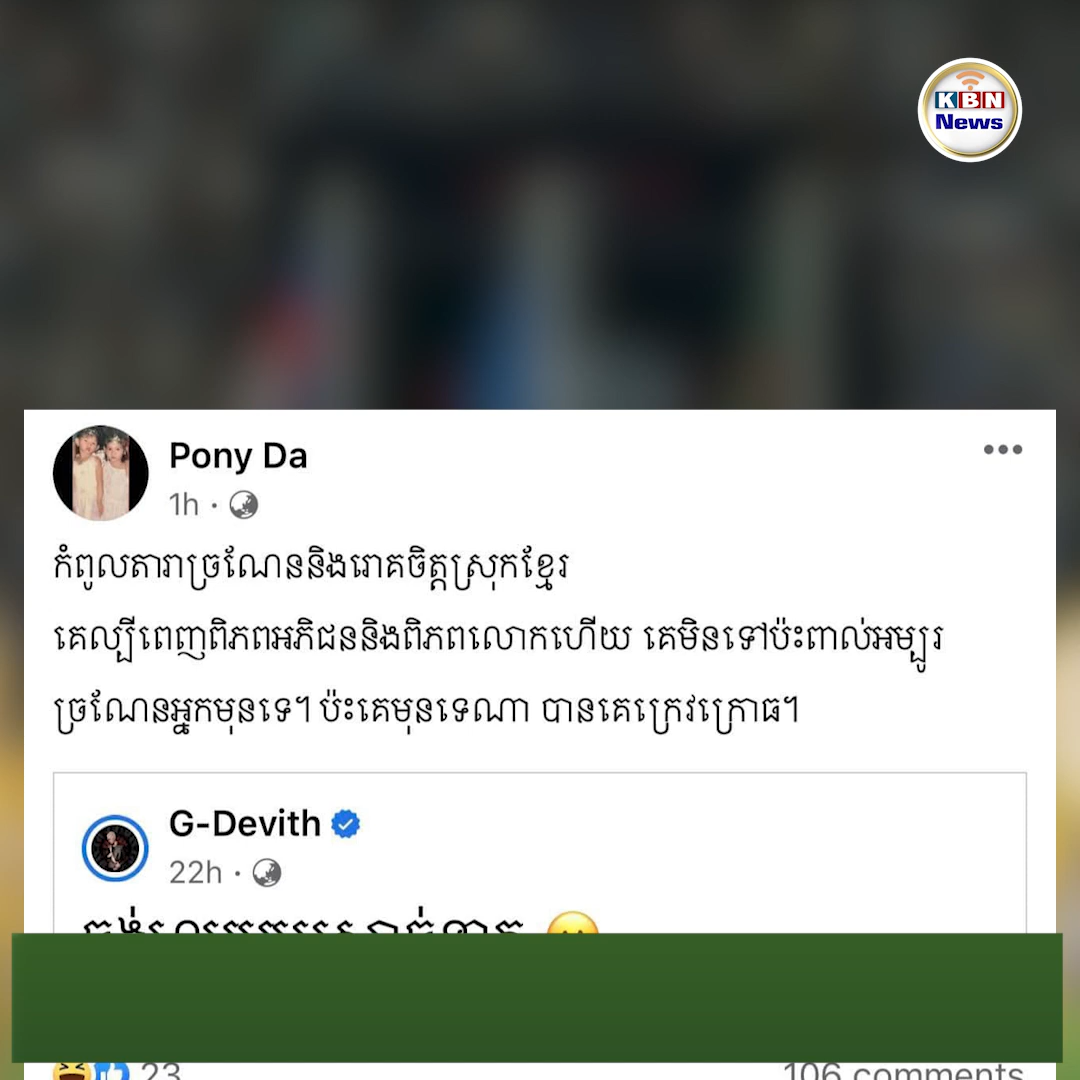 KBN
News
Pony Da
1h ·
កំពូលតារាច្រណែននិងរោគចិត្តស្រុកខ្មែរ
គេល្បីពេញពិភពអភិជននិងពិភពលោកហើយ គេមិនទៅប៉ះពាល់អម្បូរ
ច្រណែនអ្នកមុនទេ។ ប៉ះគេមុនទេណា បានគេក្រេវក្រោធ។
G-Devith
22h ·
23
106 comments